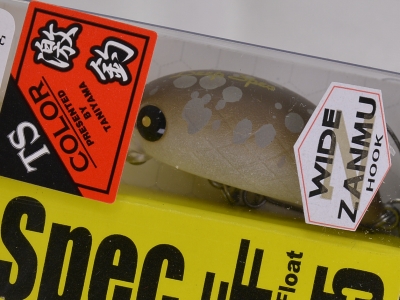 激釣
TS
COLOR
PRESENTED
BY
TANIYAMA
WIDE
ZANMU
HOOK
Spec
Float